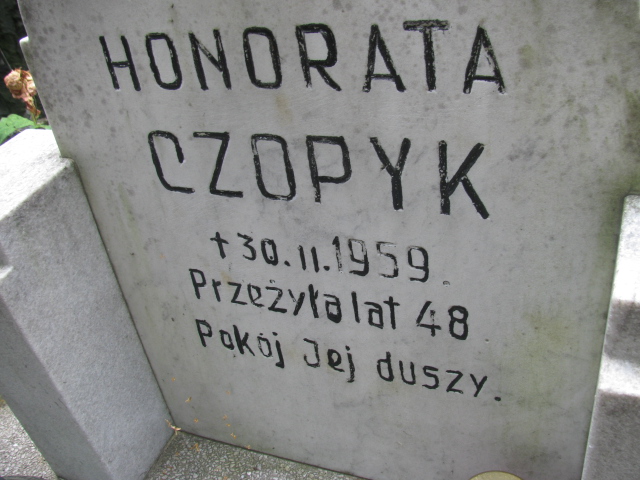 HONORATA
CZOPYK
† 30.11.1959.
Przeżyła lat 48
Pokój Jej duszy.